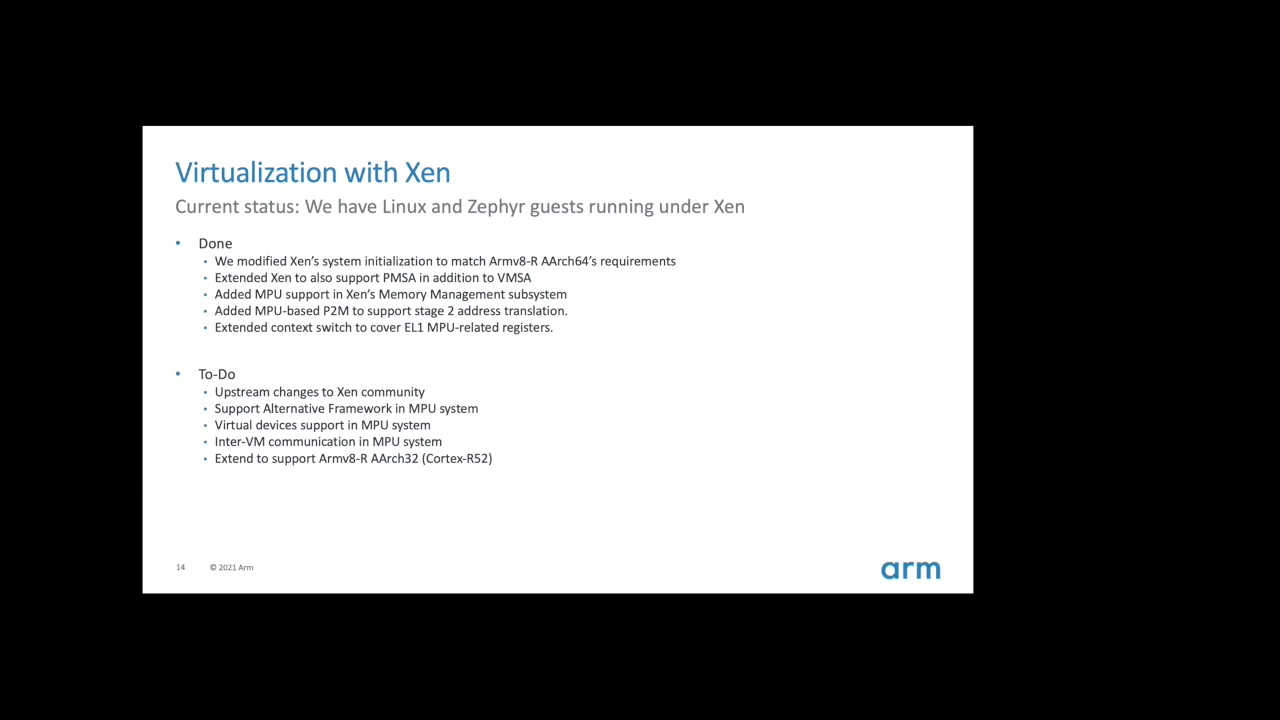 Virtualization with Xen
Current status: We have Linux and Zephyr guests running under Xen
• Done
• We modified Xen’s system initialization to match Armv8-R AArch64’s requirements
• Extended Xen to also support PMSA in addition to VMSA
• Added MPU support in Xen’s Memory Management subsystem
• Added MPU-based P2M to support stage 2 address translation.
• Extended context switch to cover EL1 MPU-related registers.
• To-Do
• Upstream changes to Xen community
• Support Alternative Framework in MPU system
• Virtual devices support in MPU system
• Inter-VM communication in MPU system
• Extend to support Armv8-R AArch32 (Cortex-R52)
14 © 2021 Arm
arm